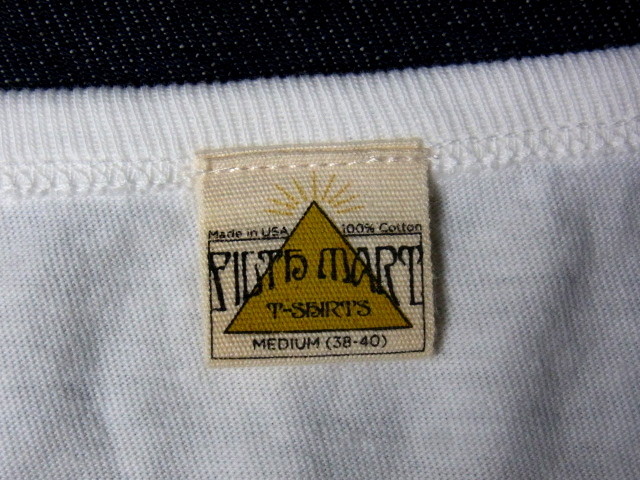 Made in USA 100% Cotton
FILTH MART
T-SHIRTS
MEDIUM (38-40)